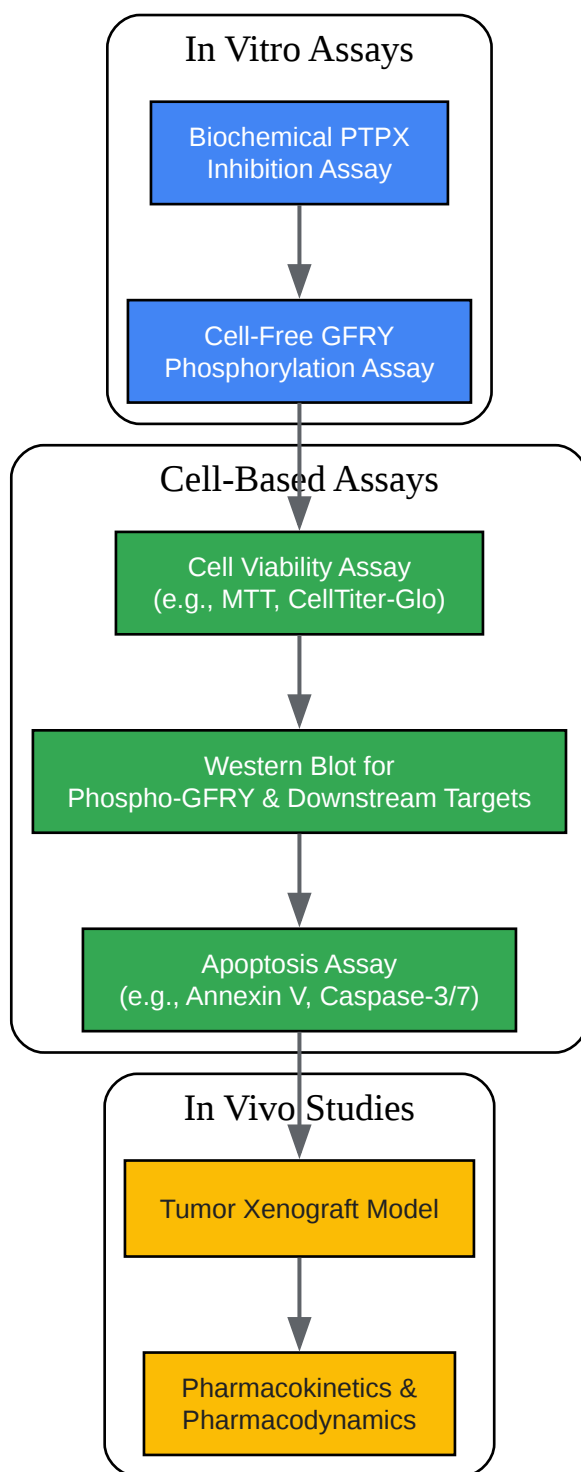 In Vitro Assays
Biochemical PTPX
Inhibition Assay
Cell-Free GFRY
Phosphorylation Assay
Cell-Based Assays
Cell Viability Assay
(e.g., MTT, CellTiter-Glo)
Western Blot for
Phospho-GFRY & Downstream Targets
Apoptosis Assay
(e.g., Annexin V, Caspase-3/7)
In Vivo Studies
Tumor Xenograft Model
Pharmacokinetics &
Pharmacodynamics